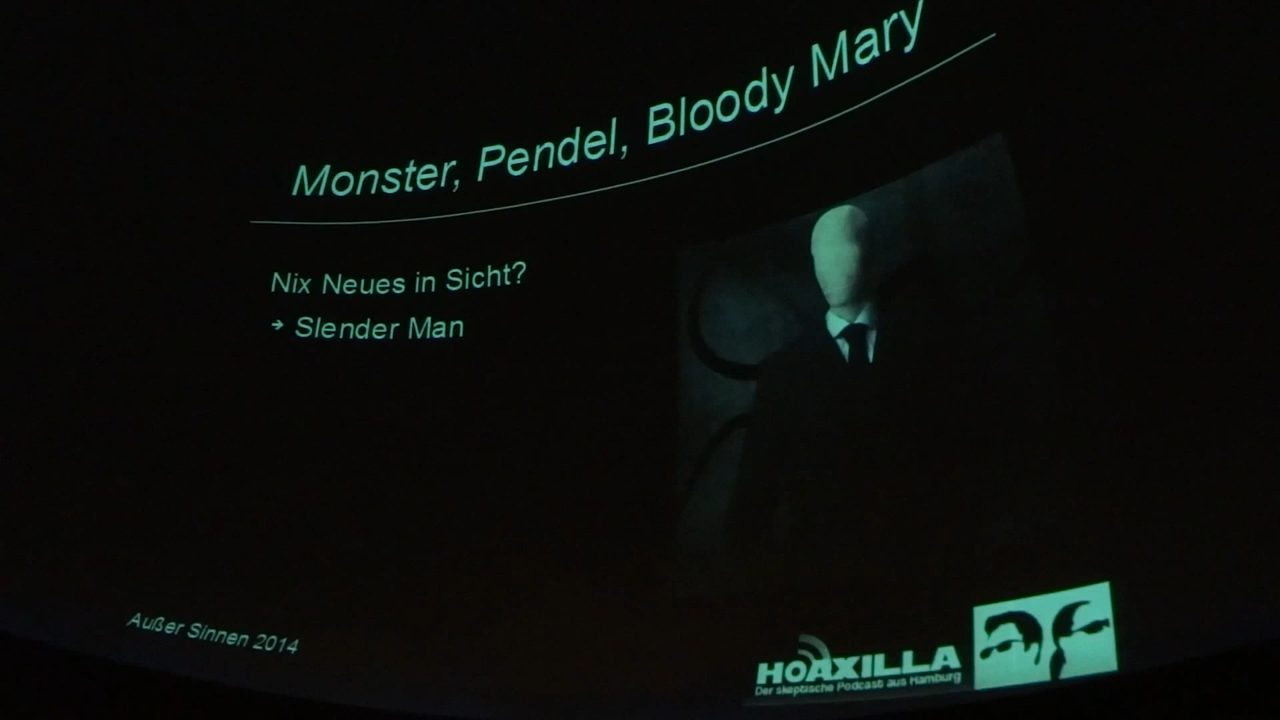 Monster, Pendel, Bloody Mary
Nix Neues in Sicht?
→ Slender Man
Außer Sinnen 2014
HOAXILLA
Der skeptische Podcast aus Hamburg